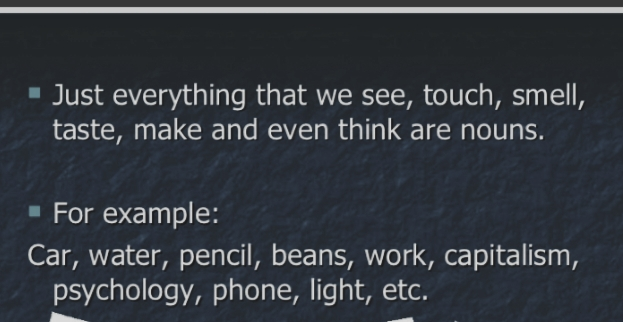 Just everything that we see, touch, smell,
taste, make and even think are nouns.
For example:
Car, water, pencil, beans, work, capitalism,
psychology, phone, light, etc.